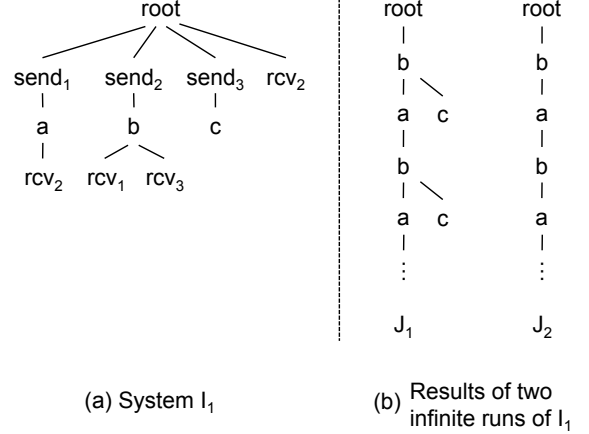 root
send₁ send₂ send₃ rcv₂
a b c
rcv₂ rcv₁ rcv₃
(a) System I₁
root root
b b
a c a
b b
a c a
⋮ ⋮
J₁ J₂
(b) Results of two
infinite runs of I₁